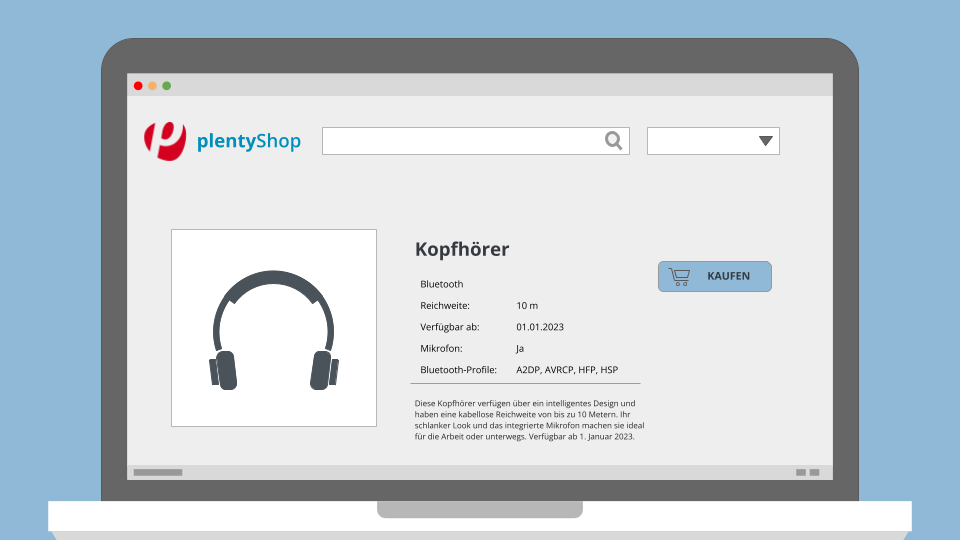 plentyShop
Kopfhörer
KAUFEN
Bluetooth
Reichweite: 10 m
Verfügbar ab: 01.01.2023
Mikrofon: Ja
Bluetooth-Profile: A2DP, AVRCP, HFP, HSP
Diese Kopfhörer verfügen über ein intelligentes Design und
haben eine kabellose Reichweite von bis zu 10 Metern. Ihr
schlanker Look und das integrierte Mikrofon machen sie ideal
für die Arbeit oder unterwegs. Verfügbar ab 1. Januar 2023.